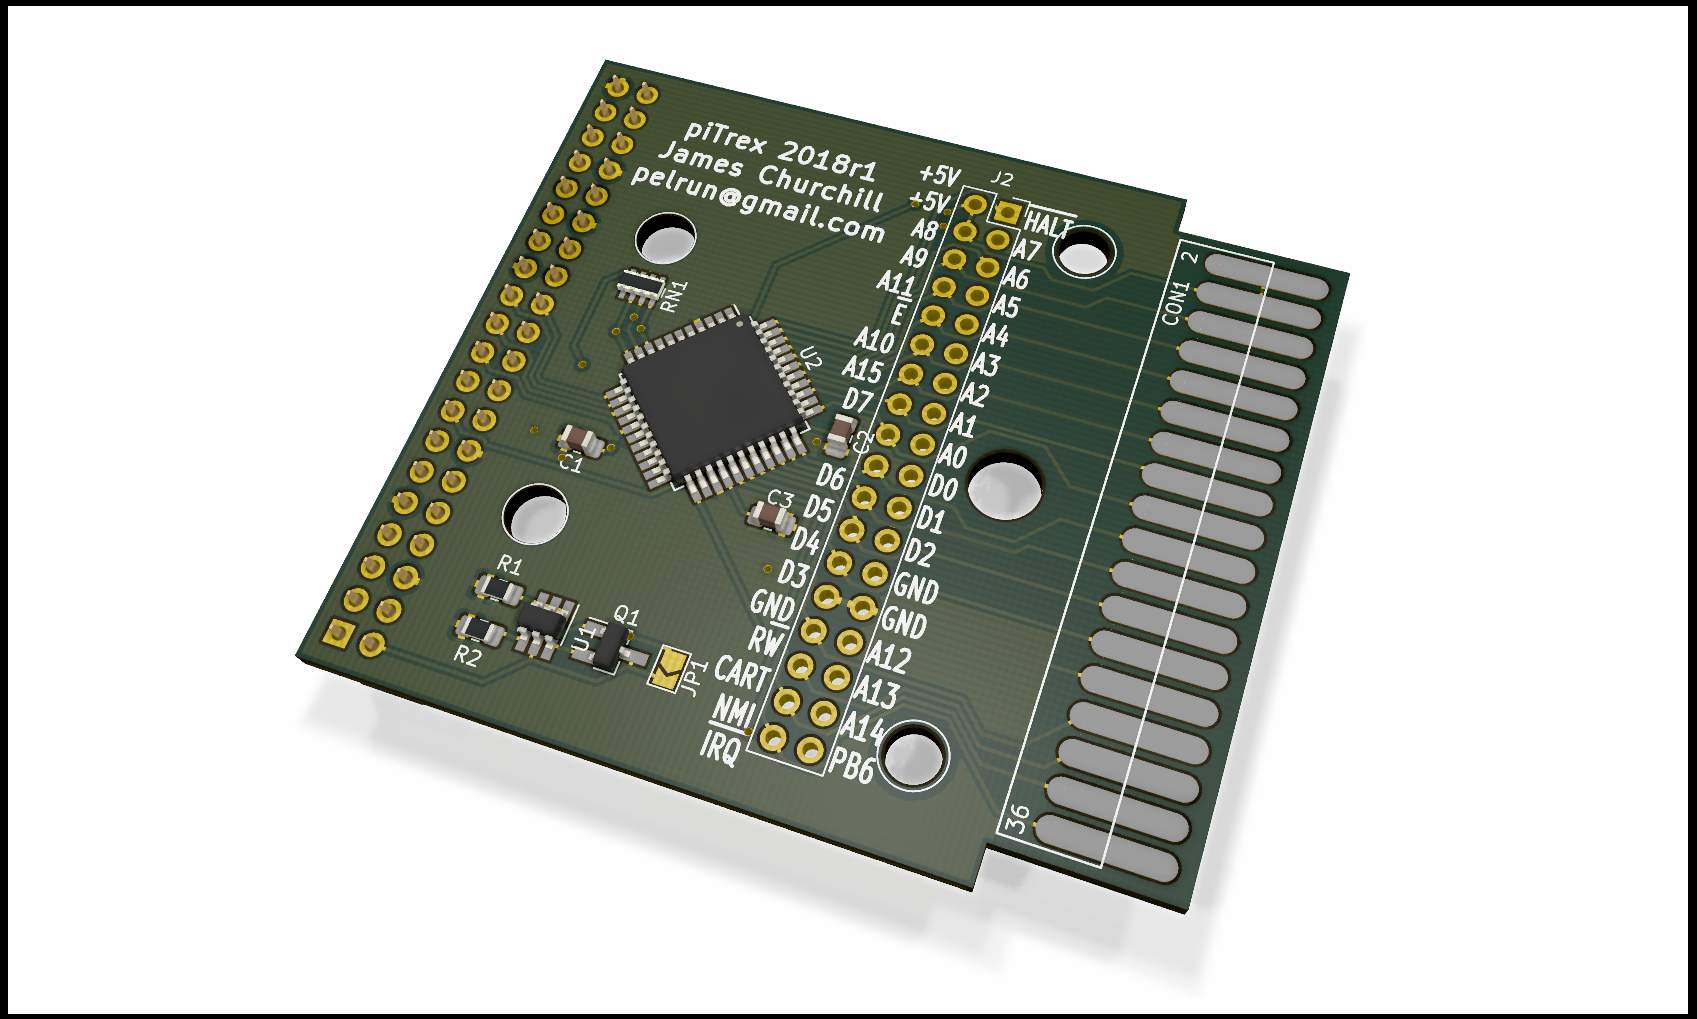 piTrex 2018r1
James Churchill
pelrun@gmail.com
J2
+5V
+5V
A8
A9
A11
E
A10
A15
D7
D6
D5
D4
D3
GND
RW
CART
NMI
IRQ
HALT
A7
A6
A5
A4
A3
A2
A1
A0
D0
D1
D2
GND
GND
A12
A13
A14
PB6
2
CON1
36
RN1
U2
C1
C2
C3
R1
R2
U1
Q1
JP1